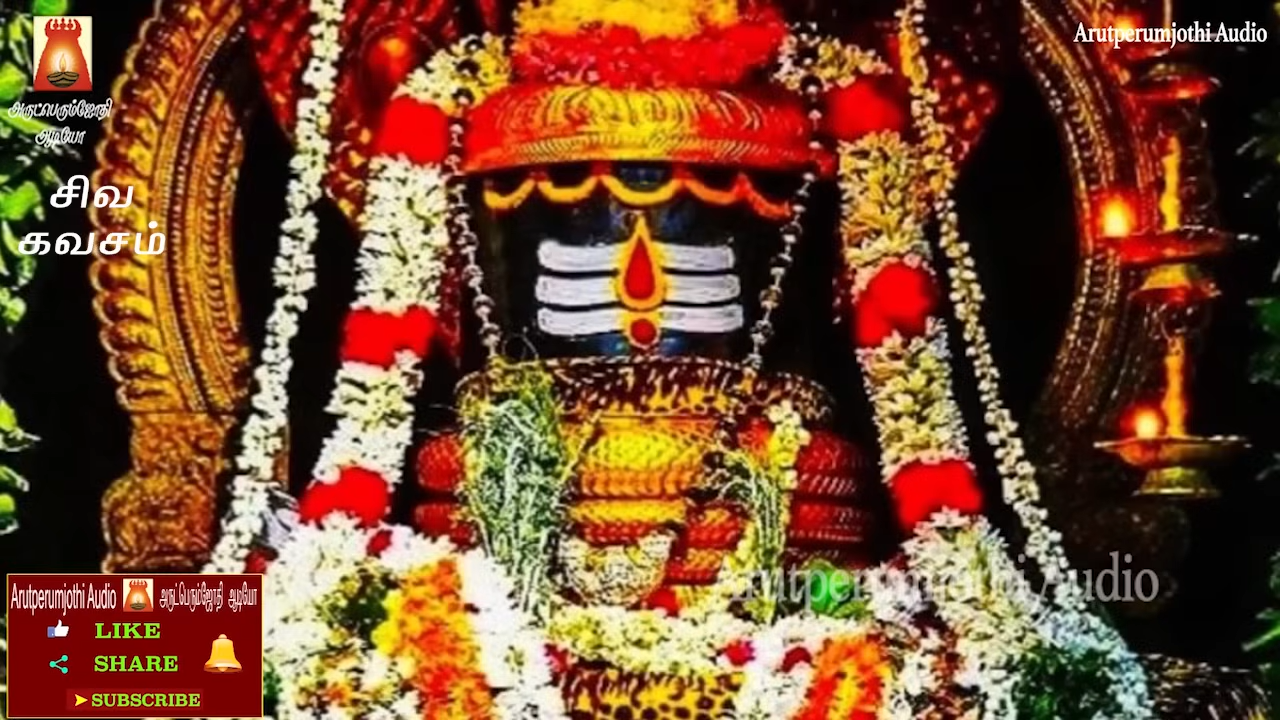 Arutperumjothi Audio
அருட்பெரும்ஜோதி
ஆடியோ
சிவ
கவசம்
Arutperumjothi Audio
Arutperumjothi Audio அருட்பெரும்ஜோதி ஆடியோ
LIKE
SHARE
SUBSCRIBE